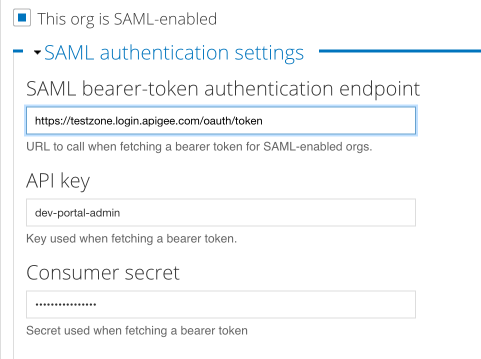 This org is SAML-enabled
SAML authentication settings
SAML bearer-token authentication endpoint
https://testzone.login.apigee.com/oauth/token
URL to call when fetching a bearer token for SAML-enabled orgs.
API key
dev-portal-admin
Key used when fetching a bearer token.
Consumer secret
••••••••••••••••
Secret used when fetching a bearer token